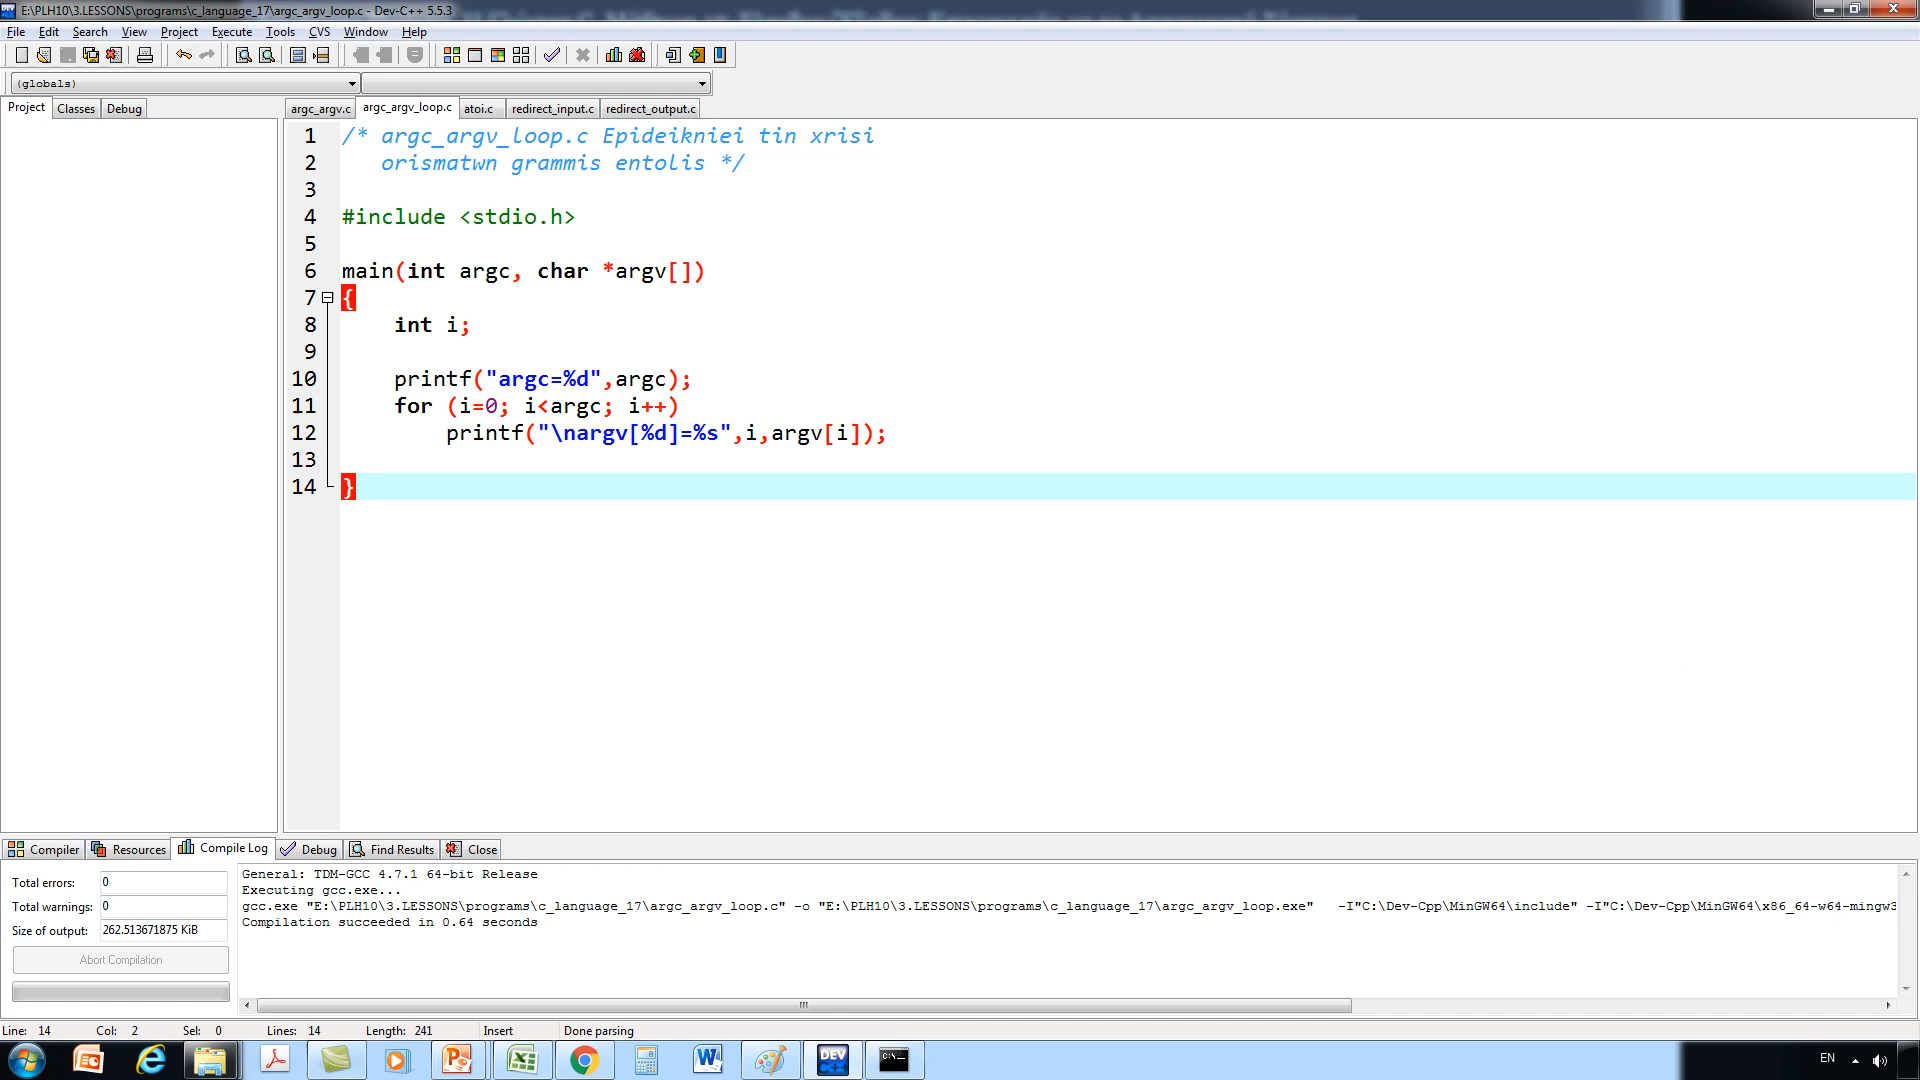 E:\PLH10\3.LESSONS\programs\c_language_17\argc_argv_loop.c - Dev-C++ 5.5.3
File Edit Search View Project Execute Tools CVS Window Help
(globals)
Project Classes Debug
argc_argv.c argc_argv_loop.c atoi.c redirect_input.c redirect_output.c
1 /* argc_argv_loop.c Epideikniei tin xrisi
2 orismatwn grammis entolis */
3
4 #include <stdio.h>
5
6 main(int argc, char *argv[])
7 {
8 int i;
9
10 printf("argc=%d",argc);
11 for (i=0; i<argc; i++)
12 printf("\nargv[%d]=%s",i,argv[i]);
13
14 }
Compiler Resources Compile Log Debug Find Results Close
Total errors: 0
Total warnings: 0
Size of output: 262.513671875 KiB
Abort Compilation
General: TDM-GCC 4.7.1 64-bit Release
Executing gcc.exe...
gcc.exe "E:\PLH10\3.LESSONS\programs\c_language_17\argc_argv_loop.c" -o "E:\PLH10\3.LESSONS\programs\c_language_17\argc_argv_loop.exe" -I"C:\Dev-Cpp\MinGW64\include" -I"C:\Dev-Cpp\MinGW64\x86_64-w64-mingw3
Compilation succeeded in 0.64 seconds
Line: 14 Col: 2 Sel: 0 Lines: 14 Length: 241 Insert Done parsing
DEV C++
C:\
EN